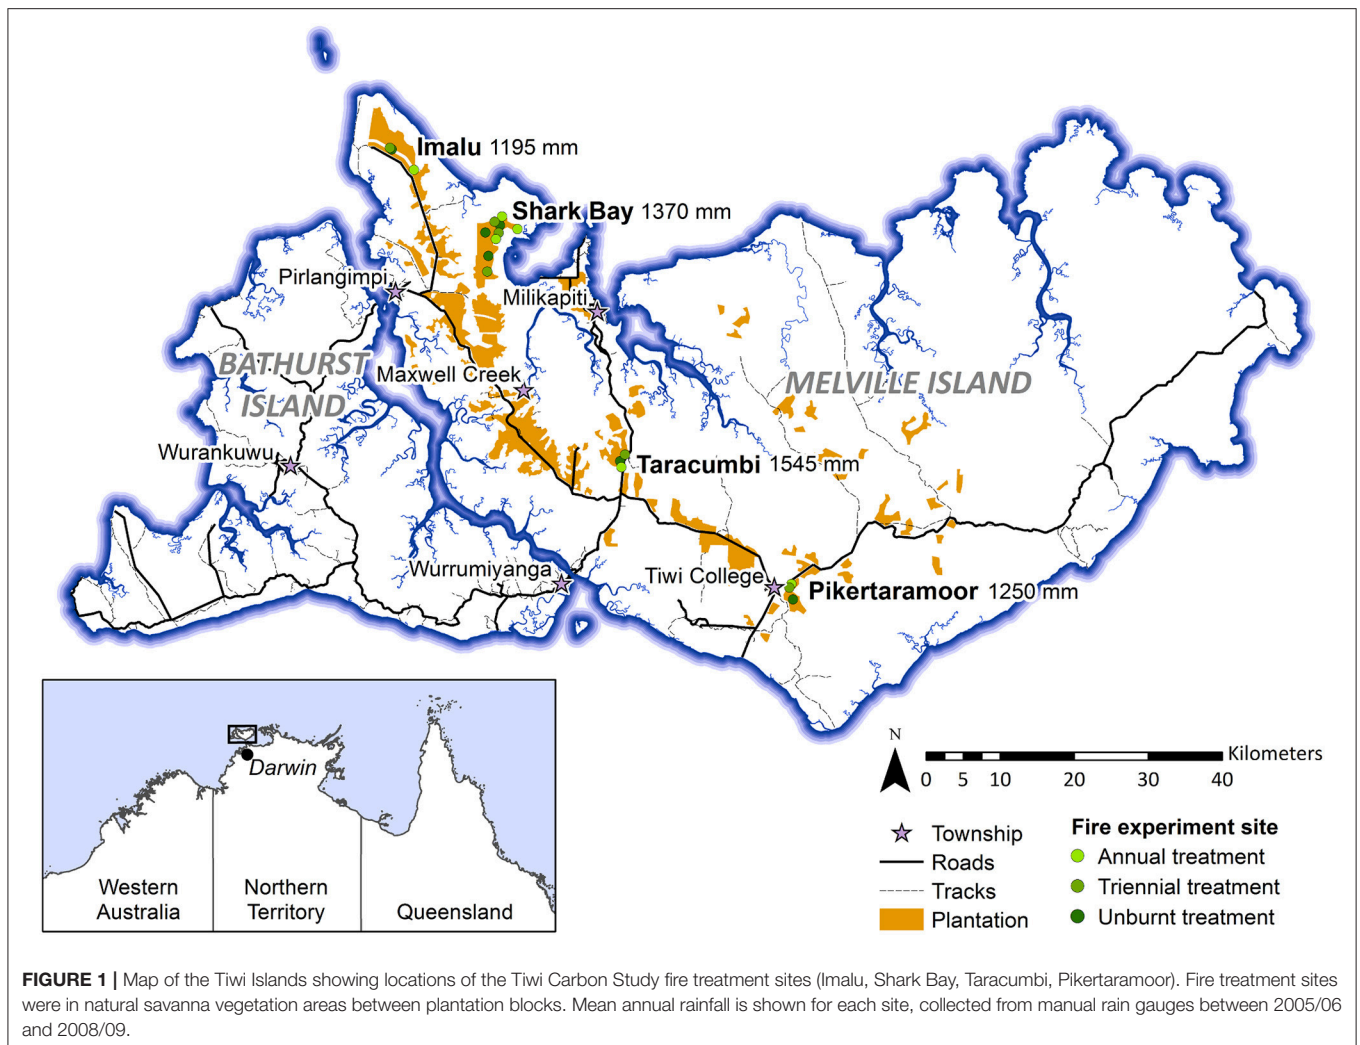 Imalu 1195 mm
Shark Bay 1370 mm
Pirlangimpi
Milikapiti
BATHURST
ISLAND
Maxwell Creek
MELVILLE ISLAND
Wurankuwu
Taracumbi 1545 mm
Wurrumiyanga
Tiwi College
Pikertaramoor 1250 mm
Darwin
Western
Australia
Northern
Territory
Queensland
N
Kilometers
0 5 10 20 30 40
Township
Roads
Tracks
Plantation
Fire experiment site
Annual treatment
Triennial treatment
Unburnt treatment
FIGURE 1 | Map of the Tiwi Islands showing locations of the Tiwi Carbon Study fire treatment sites (Imalu, Shark Bay, Taracumbi, Pikertaramoor). Fire treatment sites
were in natural savanna vegetation areas between plantation blocks. Mean annual rainfall is shown for each site, collected from manual rain gauges between 2005/06
and 2008/09.